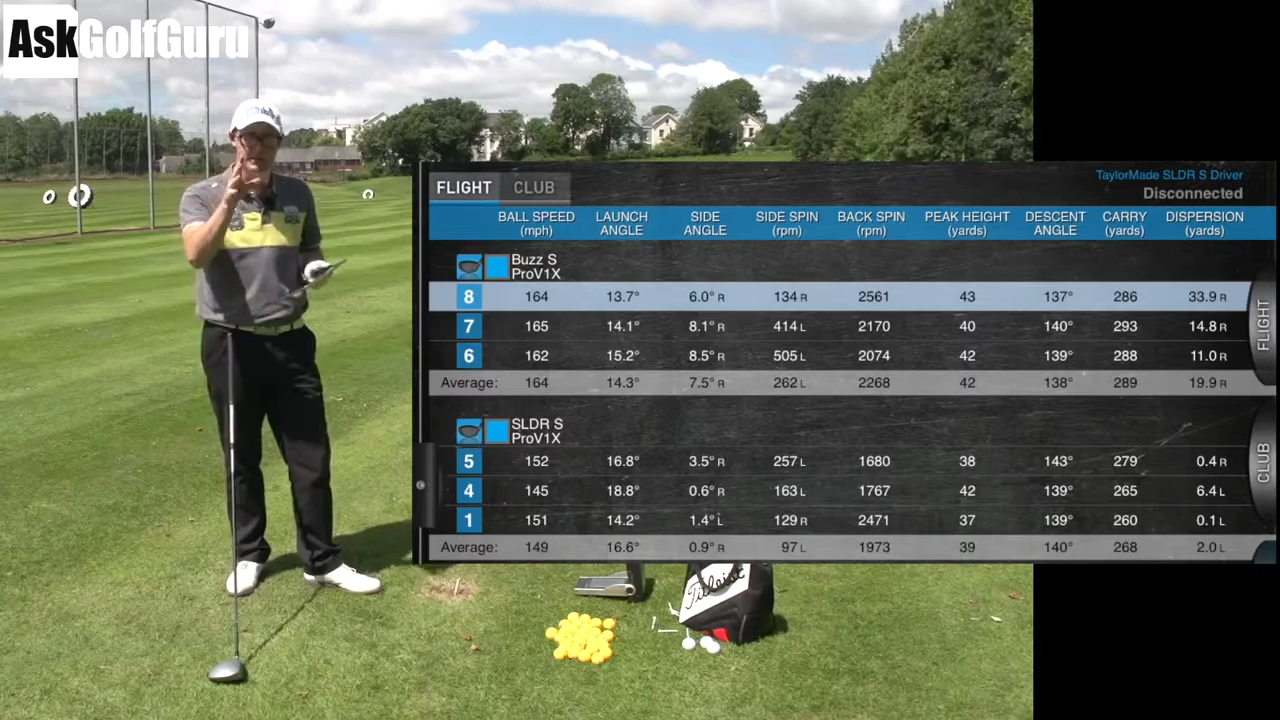 AskGolfGuru
FLIGHT CLUB
TaylorMade SLDR S Driver
Disconnected
BALL SPEED (mph) LAUNCH ANGLE SIDE ANGLE SIDE SPIN (rpm) BACK SPIN (rpm) PEAK HEIGHT (yards) DESCENT ANGLE CARRY (yards) DISPERSION (yards)
Buzz S
ProV1X
8 164 13.7° 6.0° R 134 R 2561 43 137° 286 33.9 R
7 165 14.1° 8.1° R 414 L 2170 40 140° 293 14.8 R
6 162 15.2° 8.5° R 505 L 2074 42 139° 288 11.0 R
Average: 164 14.3° 7.5° R 262 L 2268 42 138° 289 19.9 R
SLDR S
ProV1X
5 152 16.8° 3.5° R 257 L 1680 38 143° 279 0.4 R
4 145 18.8° 0.6° R 163 L 1767 42 139° 265 6.4 L
1 151 14.2° 1.4° L 129 R 2471 37 139° 260 0.1 L
Average: 149 16.6° 0.9° R 97 L 1973 39 140° 268 2.0 L
FLIGHT
CLUB
Titleist